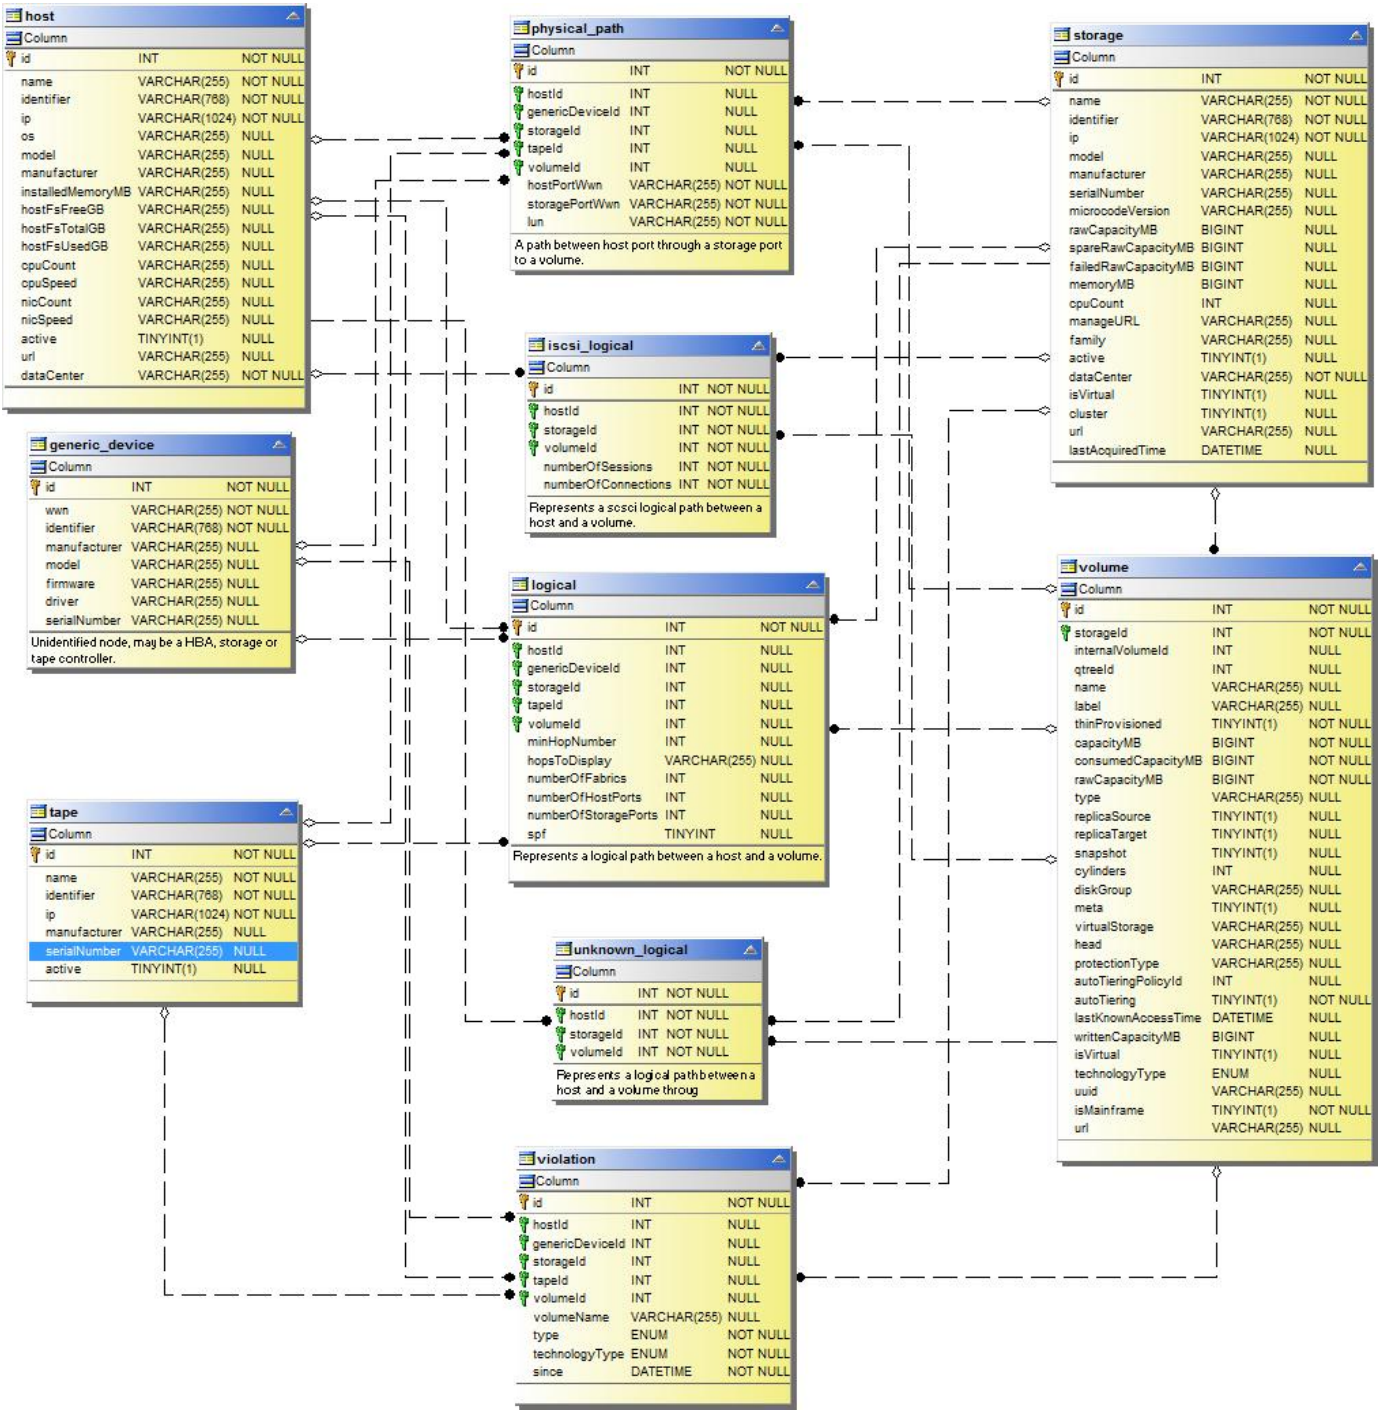 host
Column
id INT NOT NULL
name VARCHAR(255) NOT NULL
identifier VARCHAR(768) NOT NULL
ip VARCHAR(1024) NOT NULL
os VARCHAR(255) NULL
model VARCHAR(255) NULL
manufacturer VARCHAR(255) NULL
installedMemoryMB VARCHAR(255) NULL
hostFsFreeGB VARCHAR(255) NULL
hostFsTotalGB VARCHAR(255) NULL
hostFsUsedGB VARCHAR(255) NULL
cpuCount VARCHAR(255) NULL
cpuSpeed VARCHAR(255) NULL
nicCount VARCHAR(255) NULL
nicSpeed VARCHAR(255) NULL
active TINYINT(1) NULL
url VARCHAR(255) NULL
dataCenter VARCHAR(255) NOT NULL
generic_device
Column
id INT NOT NULL
wwn VARCHAR(255) NOT NULL
identifier VARCHAR(768) NOT NULL
manufacturer VARCHAR(255) NULL
model VARCHAR(255) NULL
firmware VARCHAR(255) NULL
driver VARCHAR(255) NULL
serialNumber VARCHAR(255) NULL
Unidentified node, may be a HBA, storage or
tape controller.
tape
Column
id INT NOT NULL
name VARCHAR(255) NOT NULL
identifier VARCHAR(768) NOT NULL
ip VARCHAR(1024) NOT NULL
manufacturer VARCHAR(255) NULL
serialNumber VARCHAR(255) NULL
active TINYINT(1) NULL
physical_path
Column
id INT NOT NULL
hostId INT NULL
genericDeviceId INT NULL
storageId INT NULL
tapeId INT NULL
volumeId INT NULL
hostPortWwn VARCHAR(255) NOT NULL
storagePortWwn VARCHAR(255) NOT NULL
lun VARCHAR(255) NOT NULL
A path between host port through a storage port
to a volume.
iscsi_logical
Column
id INT NOT NULL
hostId INT NOT NULL
storageId INT NOT NULL
volumeId INT NOT NULL
numberOfSessions INT NOT NULL
numberOfConnections INT NOT NULL
Represents a scsci logical path between a
host and a volume.
logical
Column
id INT NOT NULL
hostId INT NULL
genericDeviceId INT NULL
storageId INT NULL
tapeId INT NULL
volumeId INT NULL
minHopNumber INT NULL
hopsToDisplay VARCHAR(255) NULL
numberOfFabrics INT NULL
numberOfHostPorts INT NULL
numberOfStoragePorts INT NULL
spf TINYINT NULL
Represents a logical path between a host and a volume.
unknown_logical
Column
id INT NOT NULL
hostId INT NOT NULL
storageId INT NOT NULL
volumeId INT NOT NULL
Represents a logical path between a
host and a volume throug
violation
Column
id INT NOT NULL
hostId INT NULL
genericDeviceId INT NULL
storageId INT NULL
tapeId INT NULL
volumeId INT NULL
volumeName VARCHAR(255) NULL
type ENUM NOT NULL
technologyType ENUM NOT NULL
since DATETIME NOT NULL
storage
Column
id INT NOT NULL
name VARCHAR(255) NOT NULL
identifier VARCHAR(768) NOT NULL
ip VARCHAR(1024) NOT NULL
model VARCHAR(255) NULL
manufacturer VARCHAR(255) NULL
serialNumber VARCHAR(255) NULL
microcodeVersion VARCHAR(255) NULL
rawCapacityMB BIGINT NULL
spareRawCapacityMB BIGINT NULL
failedRawCapacityMB BIGINT NULL
memoryMB BIGINT NULL
cpuCount INT NULL
manageURL VARCHAR(255) NULL
family VARCHAR(255) NULL
active TINYINT(1) NULL
dataCenter VARCHAR(255) NOT NULL
isVirtual TINYINT(1) NULL
cluster TINYINT(1) NULL
url VARCHAR(255) NULL
lastAcquiredTime DATETIME NULL
volume
Column
id INT NOT NULL
storageId INT NOT NULL
internalVolumeId INT NULL
qtreeId INT NULL
name VARCHAR(255) NULL
label VARCHAR(255) NULL
thinProvisioned TINYINT(1) NOT NULL
capacityMB BIGINT NOT NULL
consumedCapacityMB BIGINT NOT NULL
rawCapacityMB BIGINT NOT NULL
type VARCHAR(255) NULL
replicaSource TINYINT(1) NULL
replicaTarget TINYINT(1) NULL
snapshot TINYINT(1) NULL
cylinders INT NULL
diskGroup VARCHAR(255) NULL
meta TINYINT(1) NULL
virtualStorage VARCHAR(255) NULL
head VARCHAR(255) NULL
protectionType VARCHAR(255) NULL
autoTieringPolicyId INT NULL
autoTiering TINYINT(1) NOT NULL
lastKnownAccessTime DATETIME NULL
writtenCapacityMB BIGINT NULL
isVirtual TINYINT(1) NULL
technologyType ENUM NULL
uuid VARCHAR(255) NULL
isMainframe TINYINT(1) NOT NULL
url VARCHAR(255) NULL